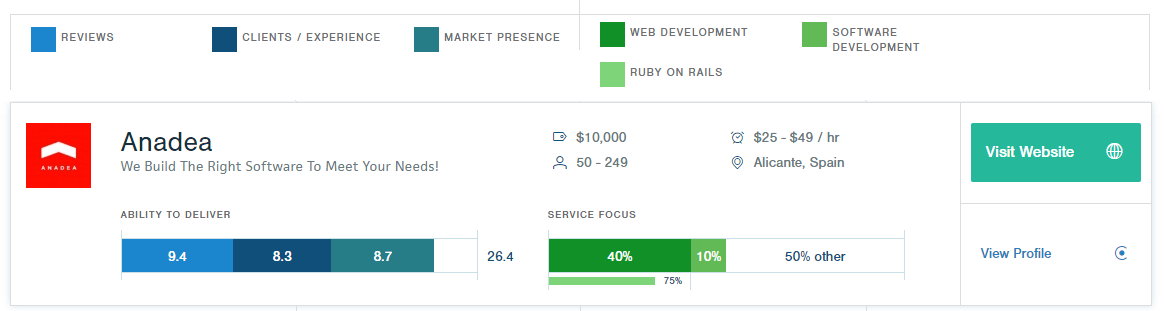 REVIEWS
CLIENTS / EXPERIENCE
MARKET PRESENCE
WEB DEVELOPMENT
SOFTWARE
DEVELOPMENT
RUBY ON RAILS
ANADEA
Anadea
We Build The Right Software To Meet Your Needs!
$10,000
$25 - $49 / hr
50 - 249
Alicante, Spain
Visit Website
ABILITY TO DELIVER
9.4
8.3
8.7
26.4
SERVICE FOCUS
40%
10%
50% other
75%
View Profile